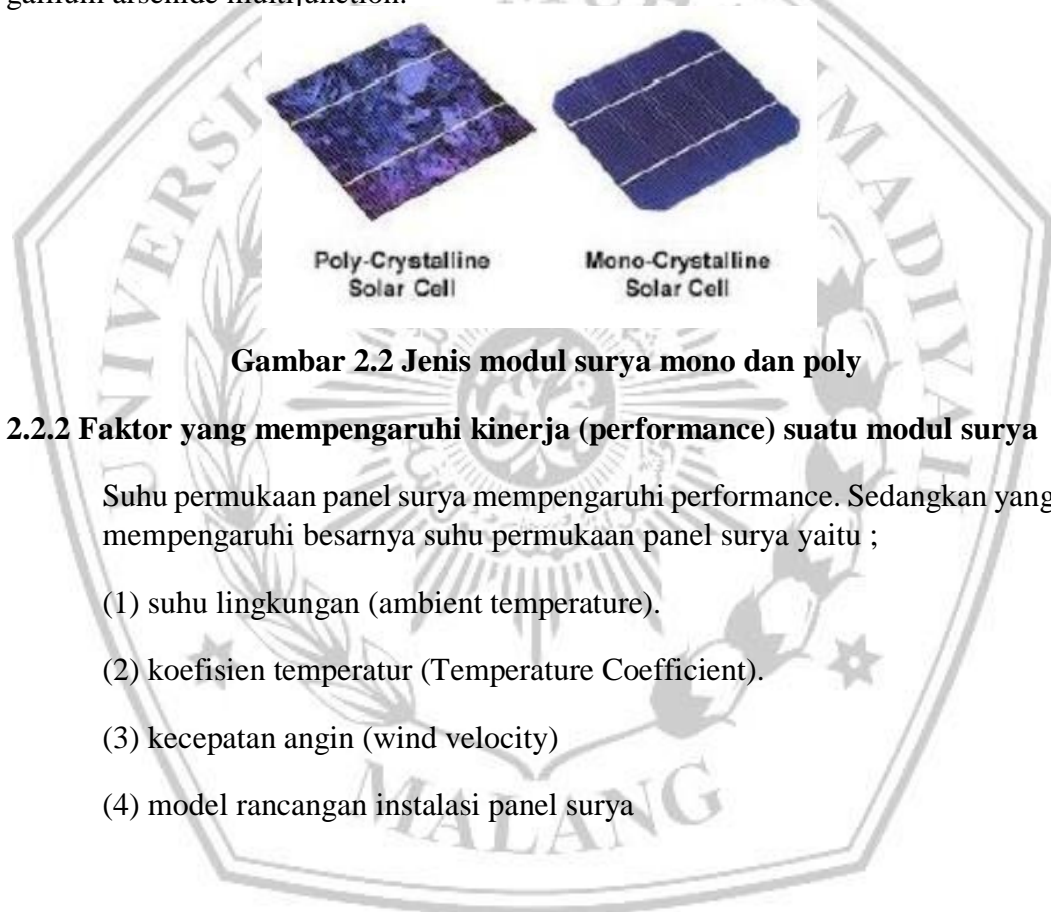 gallium arsenide multijunction.
Poly-Crystalline
Solar Cell
Mono-Crystalline
Solar Cell
Gambar 2.2 Jenis modul surya mono dan poly
2.2.2 Faktor yang mempengaruhi kinerja (performance) suatu modul surya
Suhu permukaan panel surya mempengaruhi performance. Sedangkan yang
mempengaruhi besarnya suhu permukaan panel surya yaitu ;
(1) suhu lingkungan (ambient temperature).
(2) koefisien temperatur (Temperature Coefficient).
(3) kecepatan angin (wind velocity)
(4) model rancangan instalasi panel surya
MALANG